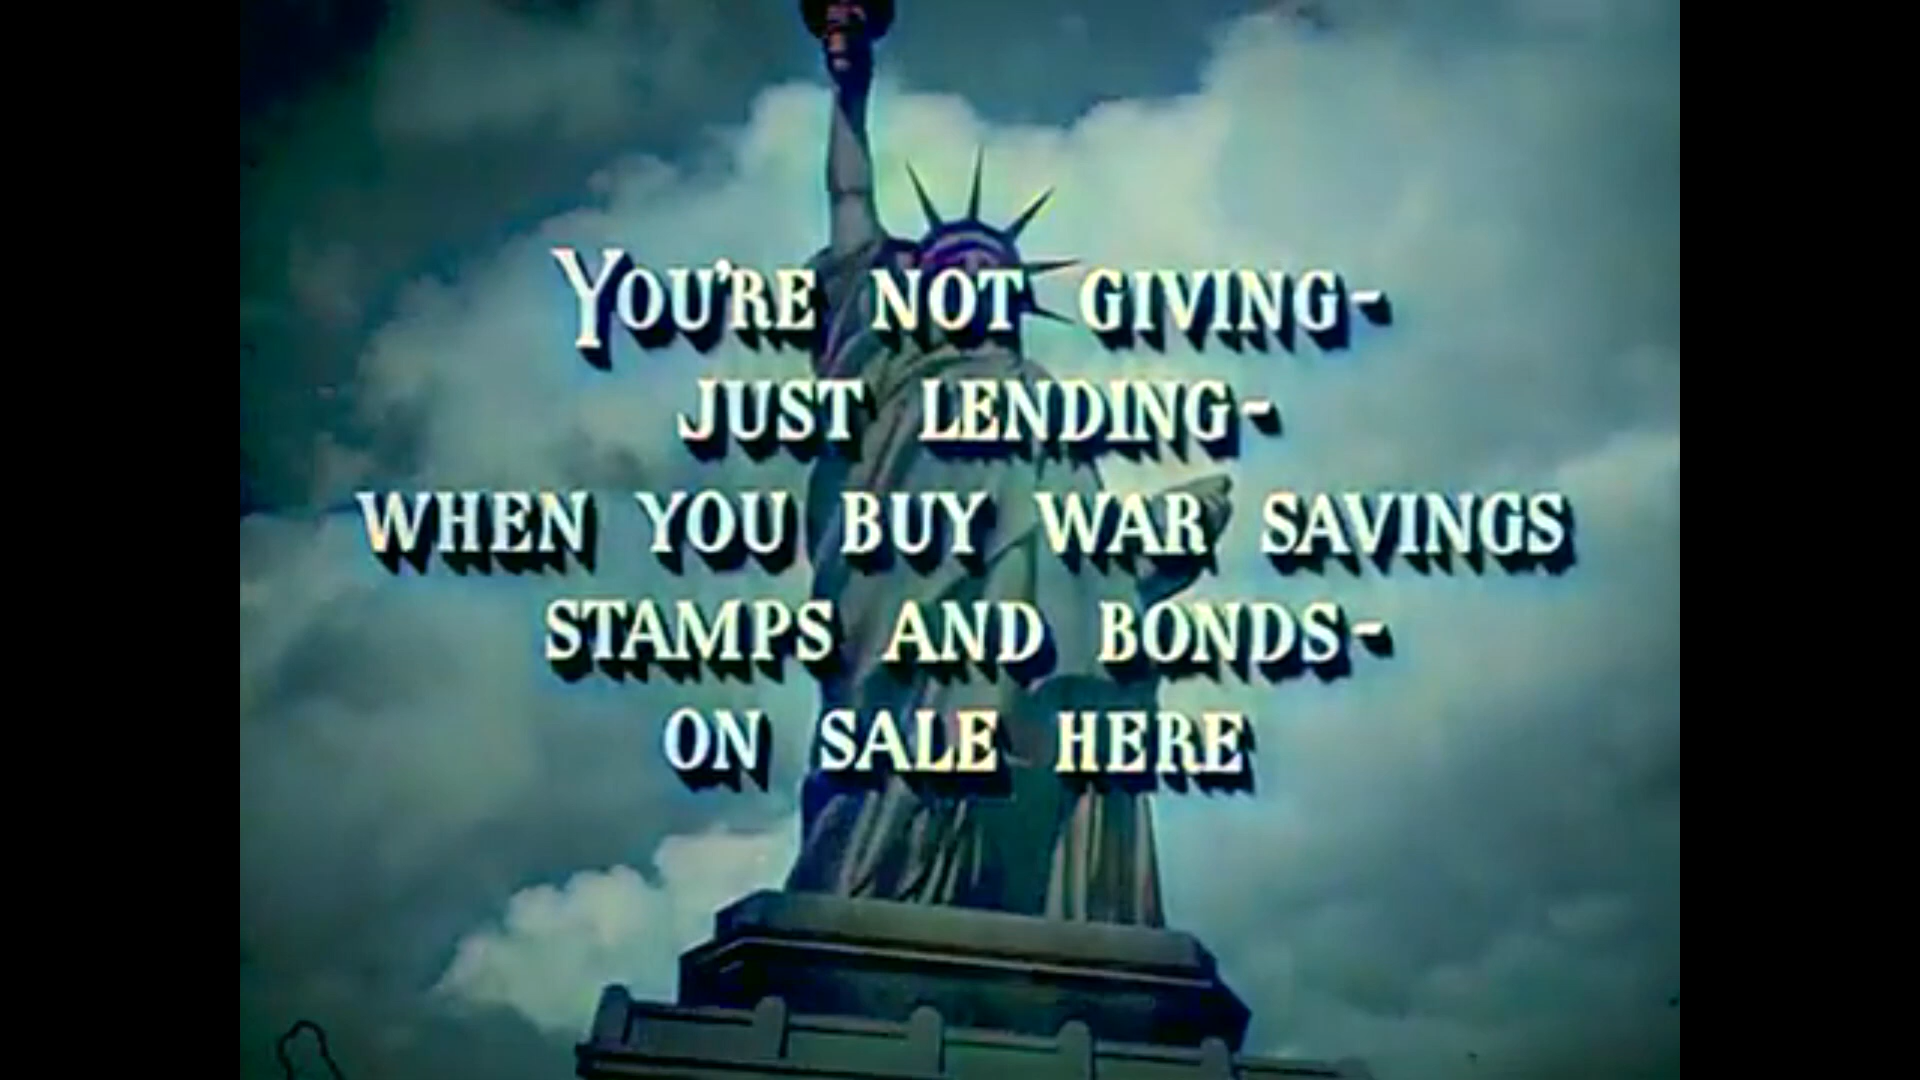 YOU'RE NOT GIVING-
JUST LENDING-
WHEN YOU BUY WAR SAVINGS
STAMPS AND BONDS-
ON SALE HERE